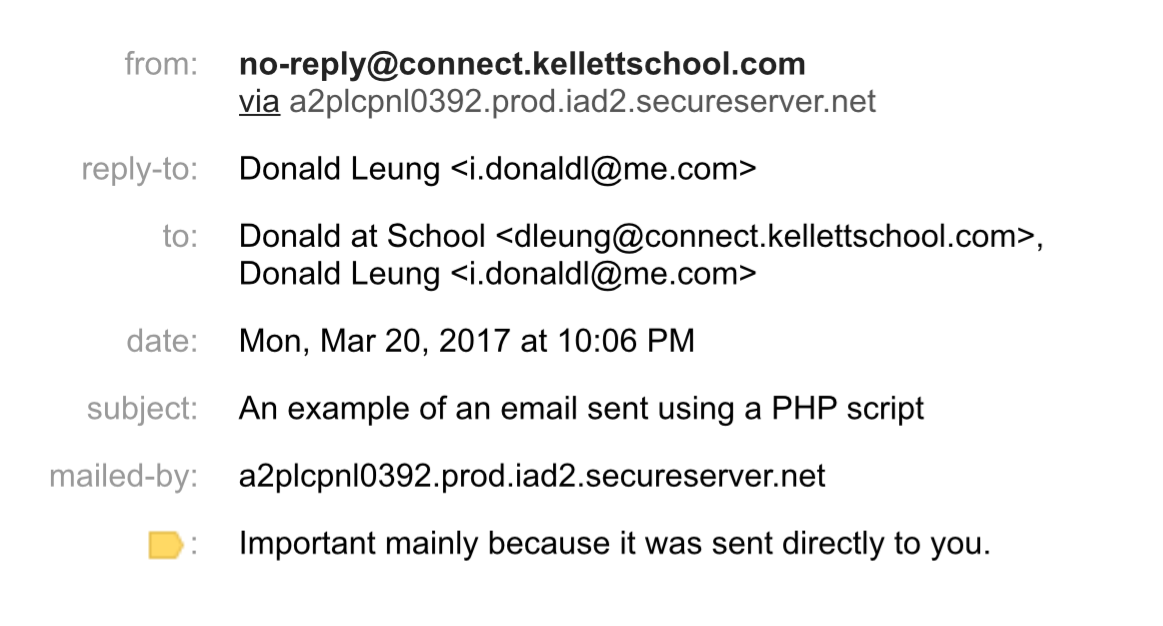 from: no-reply@connect.kellettschool.com
via a2plcpnl0392.prod.iad2.secureserver.net
reply-to: Donald Leung <i.donaldl@me.com>
to: Donald at School <dleung@connect.kellettschool.com>,
Donald Leung <i.donaldl@me.com>
date: Mon, Mar 20, 2017 at 10:06 PM
subject: An example of an email sent using a PHP script
mailed-by: a2plcpnl0392.prod.iad2.secureserver.net
: Important mainly because it was sent directly to you.